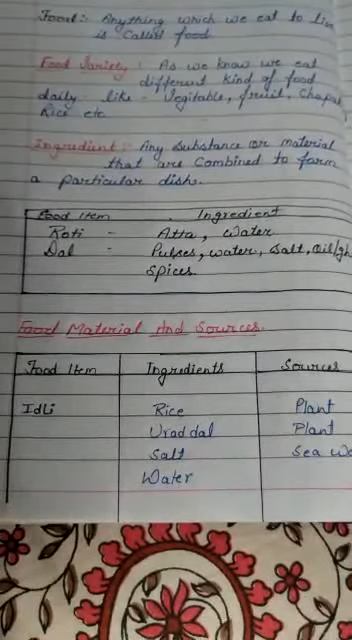 Food:- Anything which we eat to
is Called food
Food Variety: As we know we eat
different kind of food
daily like - Vegitable, fruit,
Rice etc
Ingredient: Any substance or material
that are Combined to form
a particular dish.
Food Item - Ingredient
Roti - Atta, Water
Dal - Pulses, water, Salt,
Spices.
Food Material And Sources.
Food Item Ingredients Sources
Idli Rice Plant
Urad dal Plant
Salt Sea
Water